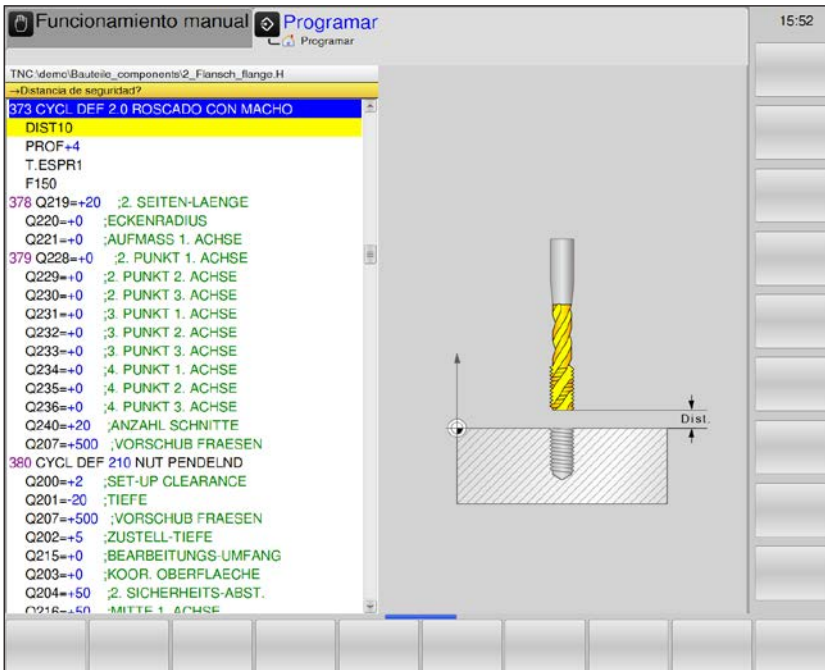 Funcionamiento manual
Programar
Programar
15:52
TNC:\demo\Bauteile_components\2_Flansch_flange.H
→Distancia de seguridad?
373 CYCL DEF 2.0 ROSCADO CON MACHO
DIST10
PROF+4
T.ESPR1
F150
378 Q219=+20 ;2. SEITEN-LAENGE
Q220=+0 ;ECKENRADIUS
Q221=+0 ;AUFMASS 1. ACHSE
379 Q228=+0 ;2. PUNKT 1. ACHSE
Q229=+0 ;2. PUNKT 2. ACHSE
Q230=+0 ;2. PUNKT 3. ACHSE
Q231=+0 ;3. PUNKT 1. ACHSE
Q232=+0 ;3. PUNKT 2. ACHSE
Q233=+0 ;3. PUNKT 3. ACHSE
Q234=+0 ;4. PUNKT 1. ACHSE
Q235=+0 ;4. PUNKT 2. ACHSE
Q236=+0 ;4. PUNKT 3. ACHSE
Q240=+20 ;ANZAHL SCHNITTE
Q207=+500 ;VORSCHUB FRAESEN
380 CYCL DEF 210 NUT PENDELND
Q200=+2 ;SET-UP CLEARANCE
Q201=-20 ;TIEFE
Q207=+500 ;VORSCHUB FRAESEN
Q202=+5 ;ZUSTELL-TIEFE
Q215=+0 ;BEARBEITUNGS-UMFANG
Q203=+0 ;KOOR. OBERFLAECHE
Q204=+50 ;2. SICHERHEITS-ABST.
Q216=+50 ;MITTE 1. ACHSE
Dist.